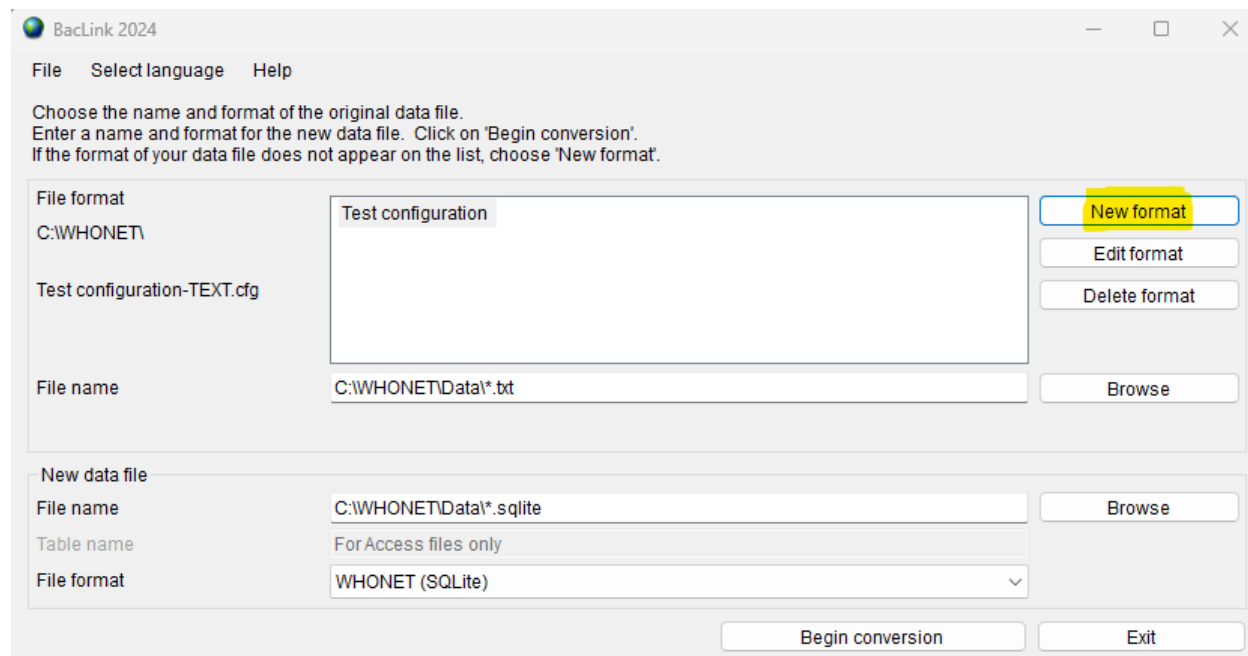 BacLink 2024
File Select language Help
Choose the name and format of the original data file.
Enter a name and format for the new data file. Click on 'Begin conversion'.
If the format of your data file does not appear on the list, choose 'New format'.
File format
C:\WHONET\
Test configuration-TEXT.cfg
Test configuration
New format
Edit format
Delete format
File name C:\WHONET\Data\*.txt Browse
New data file
File name C:\WHONET\Data\*.sqlite Browse
Table name For Access files only
File format WHONET (SQLite)
Begin conversion Exit